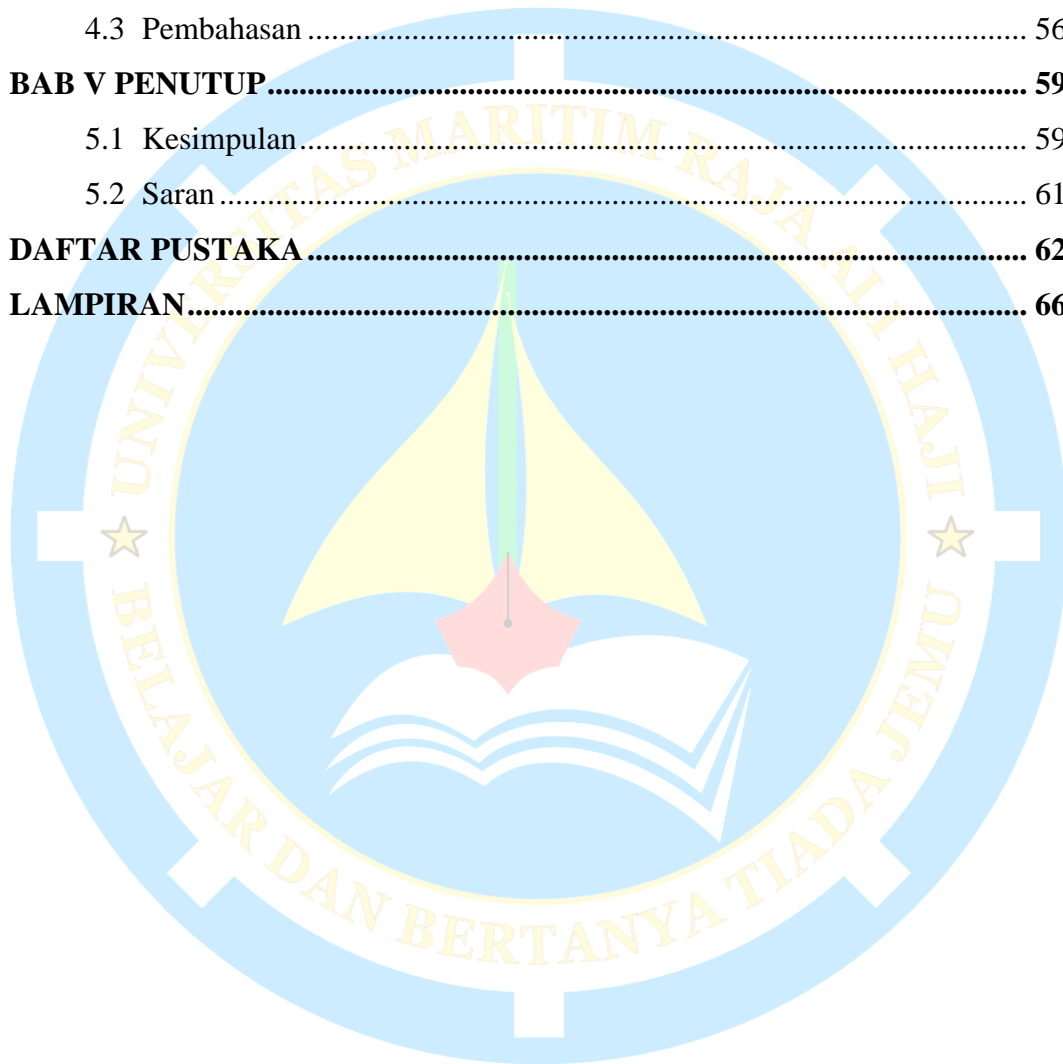 4.3 Pembahasan ........................................................................................... 56
BAB V PENUTUP ................................................................................................ 59
5.1 Kesimpulan ............................................................................................ 59
5.2 Saran ...................................................................................................... 61
DAFTAR PUSTAKA ........................................................................................... 62
LAMPIRAN .......................................................................................................... 66
UNIVERSITAS MARITIM RAJA ALI HAJI
BELAJAR DAN BERTANYA TIADA JEMU